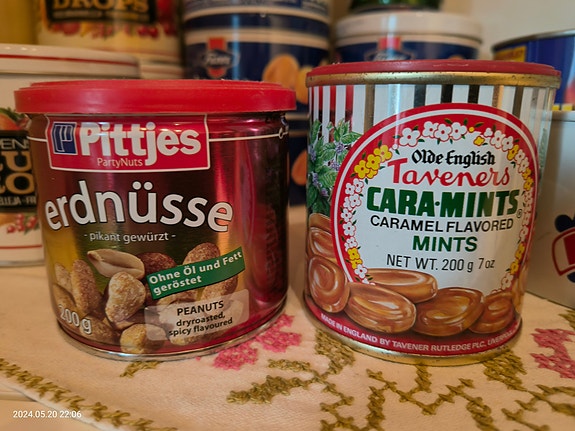 DROPS
Pittjes
PartyNuts
erdnüsse
- pikant gewürzt -
Ohne Öl und Fett
geröstet
PEANUTS
dryroasted,
spicy flavoured
200 g
Olde English
Taveners
CARA·MINTS
CARAMEL FLAVORED
MINTS
NET WT. 200 g 7oz
MADE IN ENGLAND BY TAVENER RUTLEDGE PLC,
2024.05.20 22:06